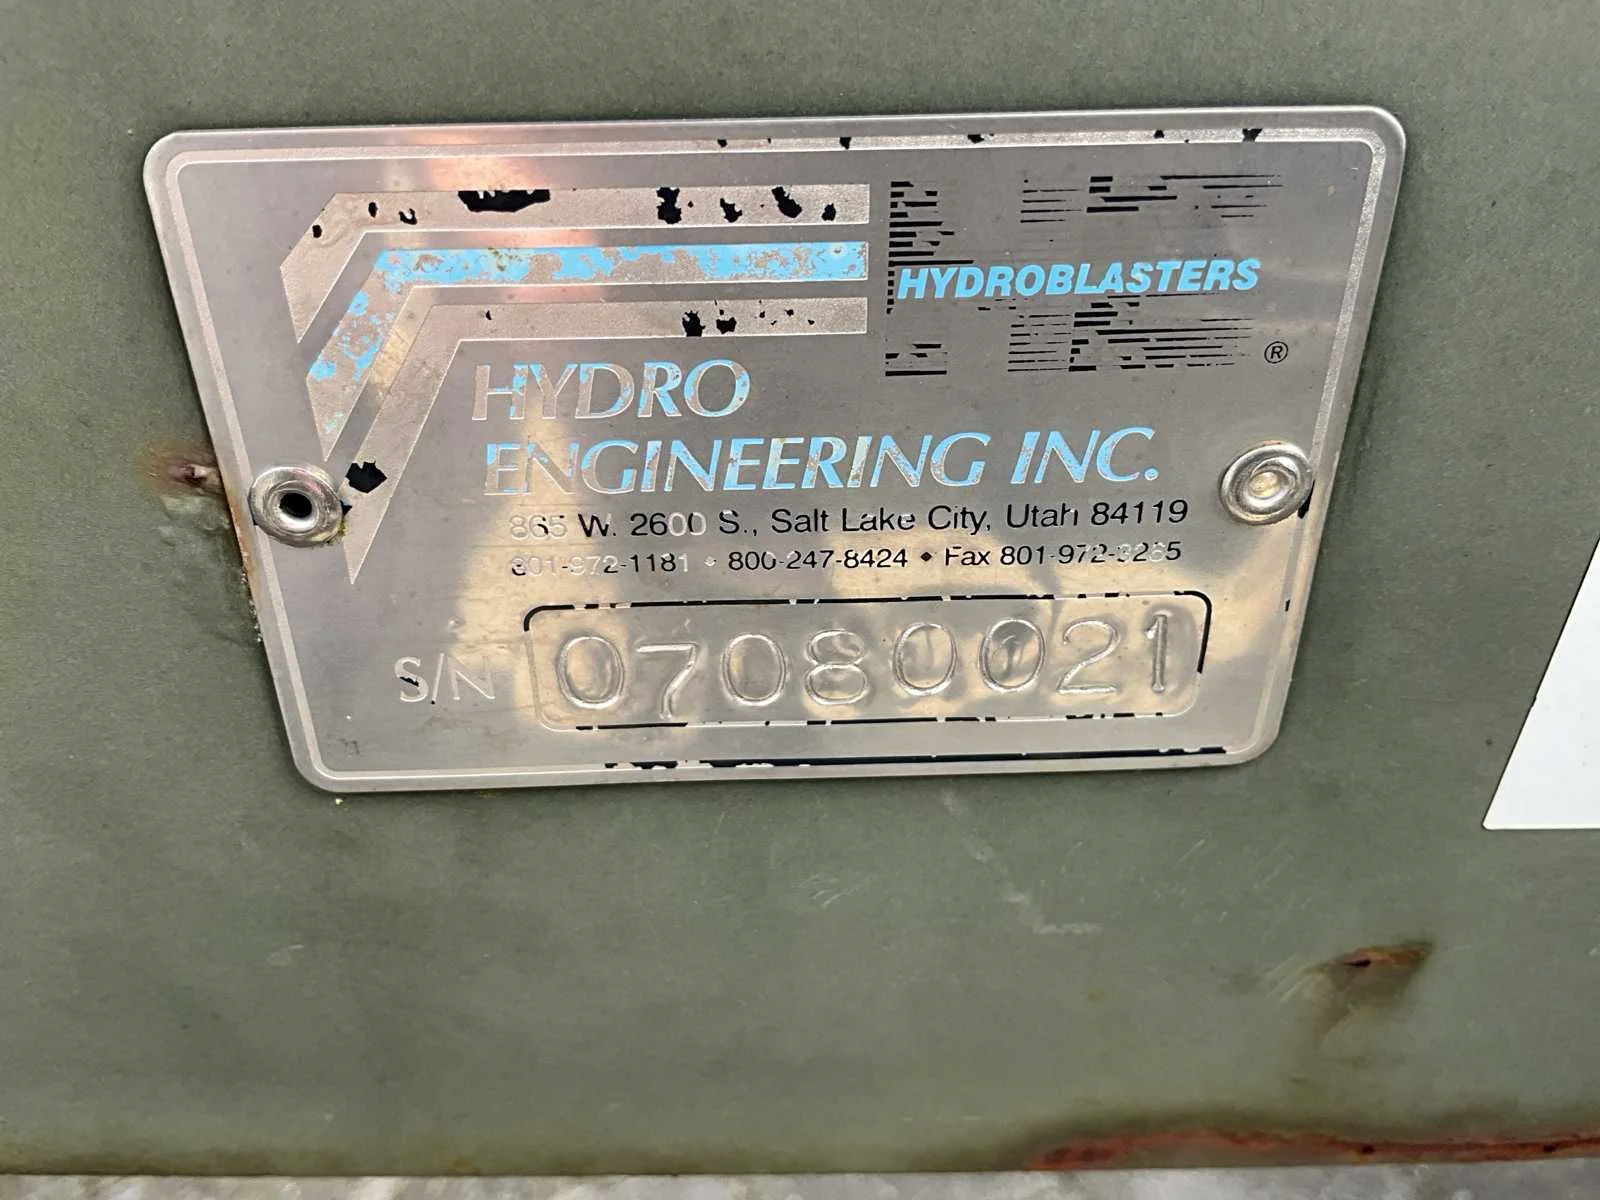 HYDROBLASTERS
®
HYDRO
ENGINEERING INC.
865 W. 2600 S., Salt Lake City, Utah 84119
801-972-1181 • 800-247-8424 • Fax 801-972-3265
S/N 07080021